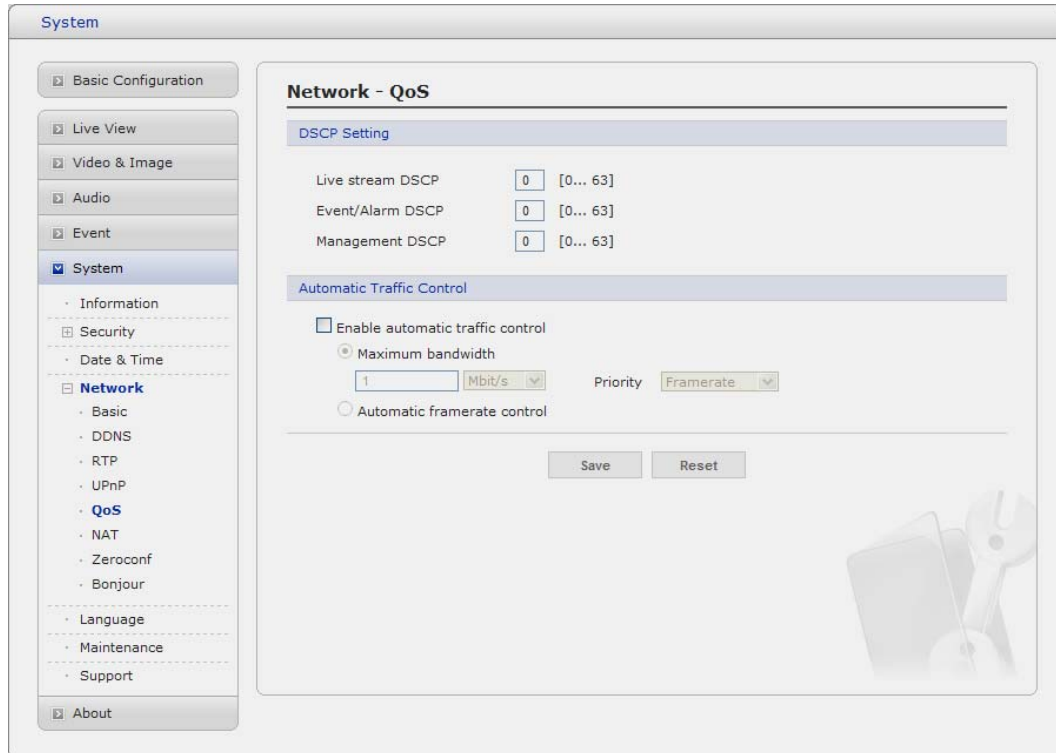 System
Basic Configuration
Live View
Video & Image
Audio
Event
System
Information
Security
Date & Time
Network
Basic
DDNS
RTP
UPnP
QoS
NAT
Zeroconf
Bonjour
Language
Maintenance
Support
About
Network - QoS
DSCP Setting
Live stream DSCP 0 [0... 63]
Event/Alarm DSCP 0 [0... 63]
Management DSCP 0 [0... 63]
Automatic Traffic Control
Enable automatic traffic control
Maximum bandwidth
1 Mbit/s Priority Framerate
Automatic framerate control
Save Reset